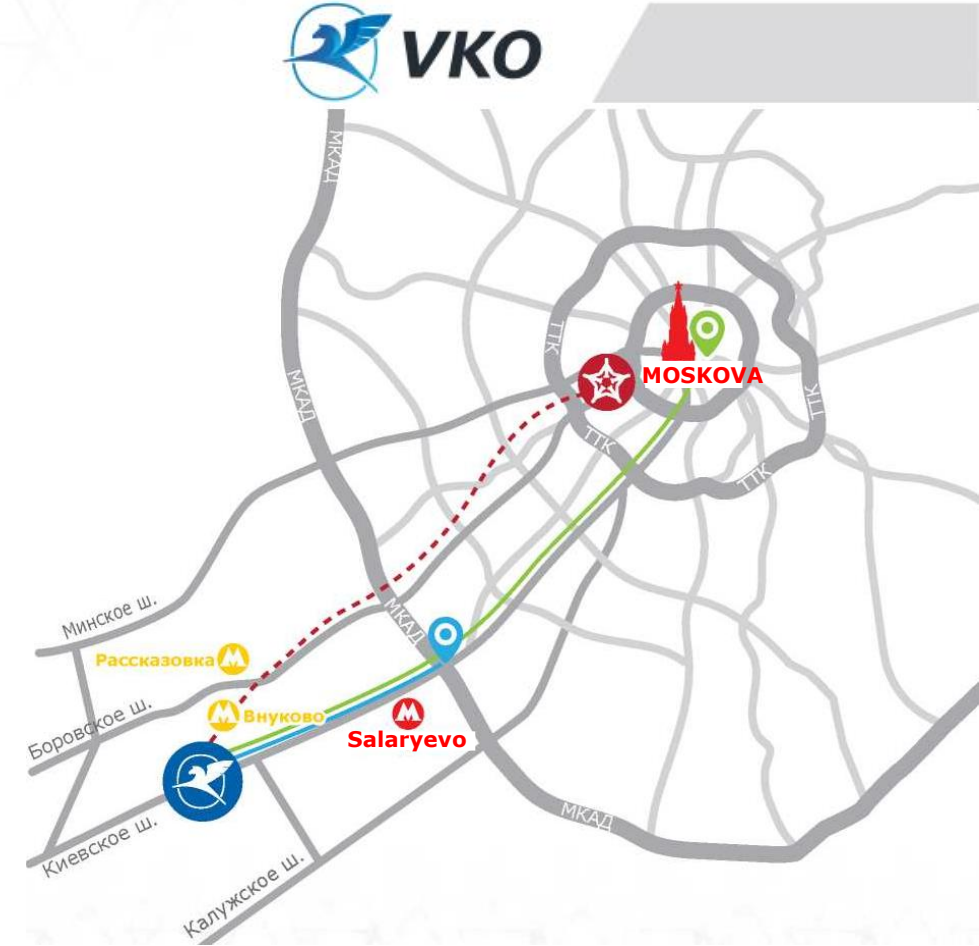 VKO
МКАД
ТТК
MOSKOVA
МКАД
ТТК
ТТК
ТТК
МКАД
Минское ш.
Рассказовка
Внуково
Salaryevo
Боровское ш.
Киевское ш.
МКАД
Калужское ш.